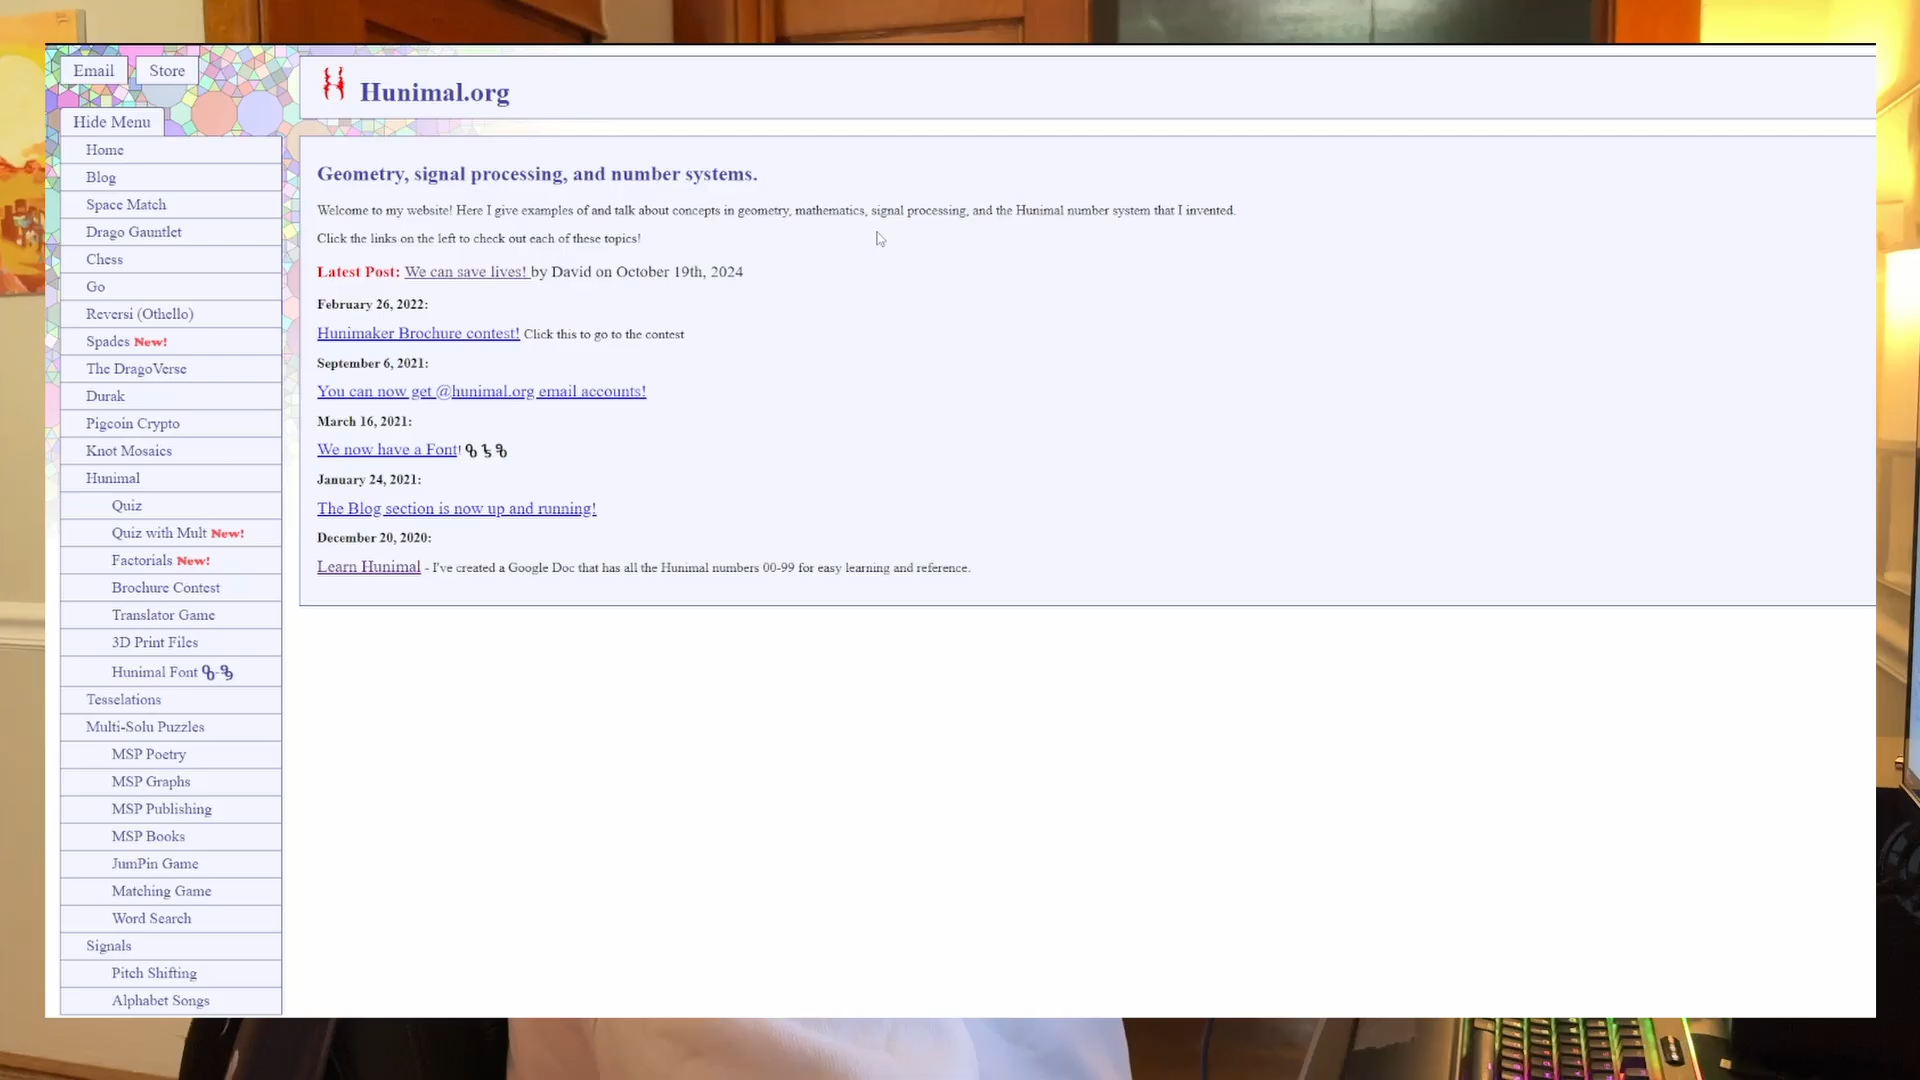 Email
Store
Hide Menu
Home
Blog
Space Match
Drago Gauntlet
Chess
Go
Reversi (Othello)
Spades New!
The DragoVerse
Durak
Pigcoin Crypto
Knot Mosaics
Hunimal
Quiz
Quiz with Mult New!
Factorials New!
Brochure Contest
Translator Game
3D Print Files
Hunimal Font
Tesselations
Multi-Solu Puzzles
MSP Poetry
MSP Graphs
MSP Publishing
MSP Books
JumPin Game
Matching Game
Word Search
Signals
Pitch Shifting
Alphabet Songs
Hunimal.org
Geometry, signal processing, and number systems.
Welcome to my website! Here I give examples of and talk about concepts in geometry, mathematics, signal processing, and the Hunimal number system that I invented.
Click the links on the left to check out each of these topics!
Latest Post: We can save lives! by David on October 19th, 2024
February 26, 2022:
Hunimaker Brochure contest! Click this to go to the contest
September 6, 2021:
You can now get @hunimal.org email accounts!
March 16, 2021:
We now have a Font!
January 24, 2021:
The Blog section is now up and running!
December 20, 2020:
Learn Hunimal - I've created a Google Doc that has all the Hunimal numbers 00-99 for easy learning and reference.